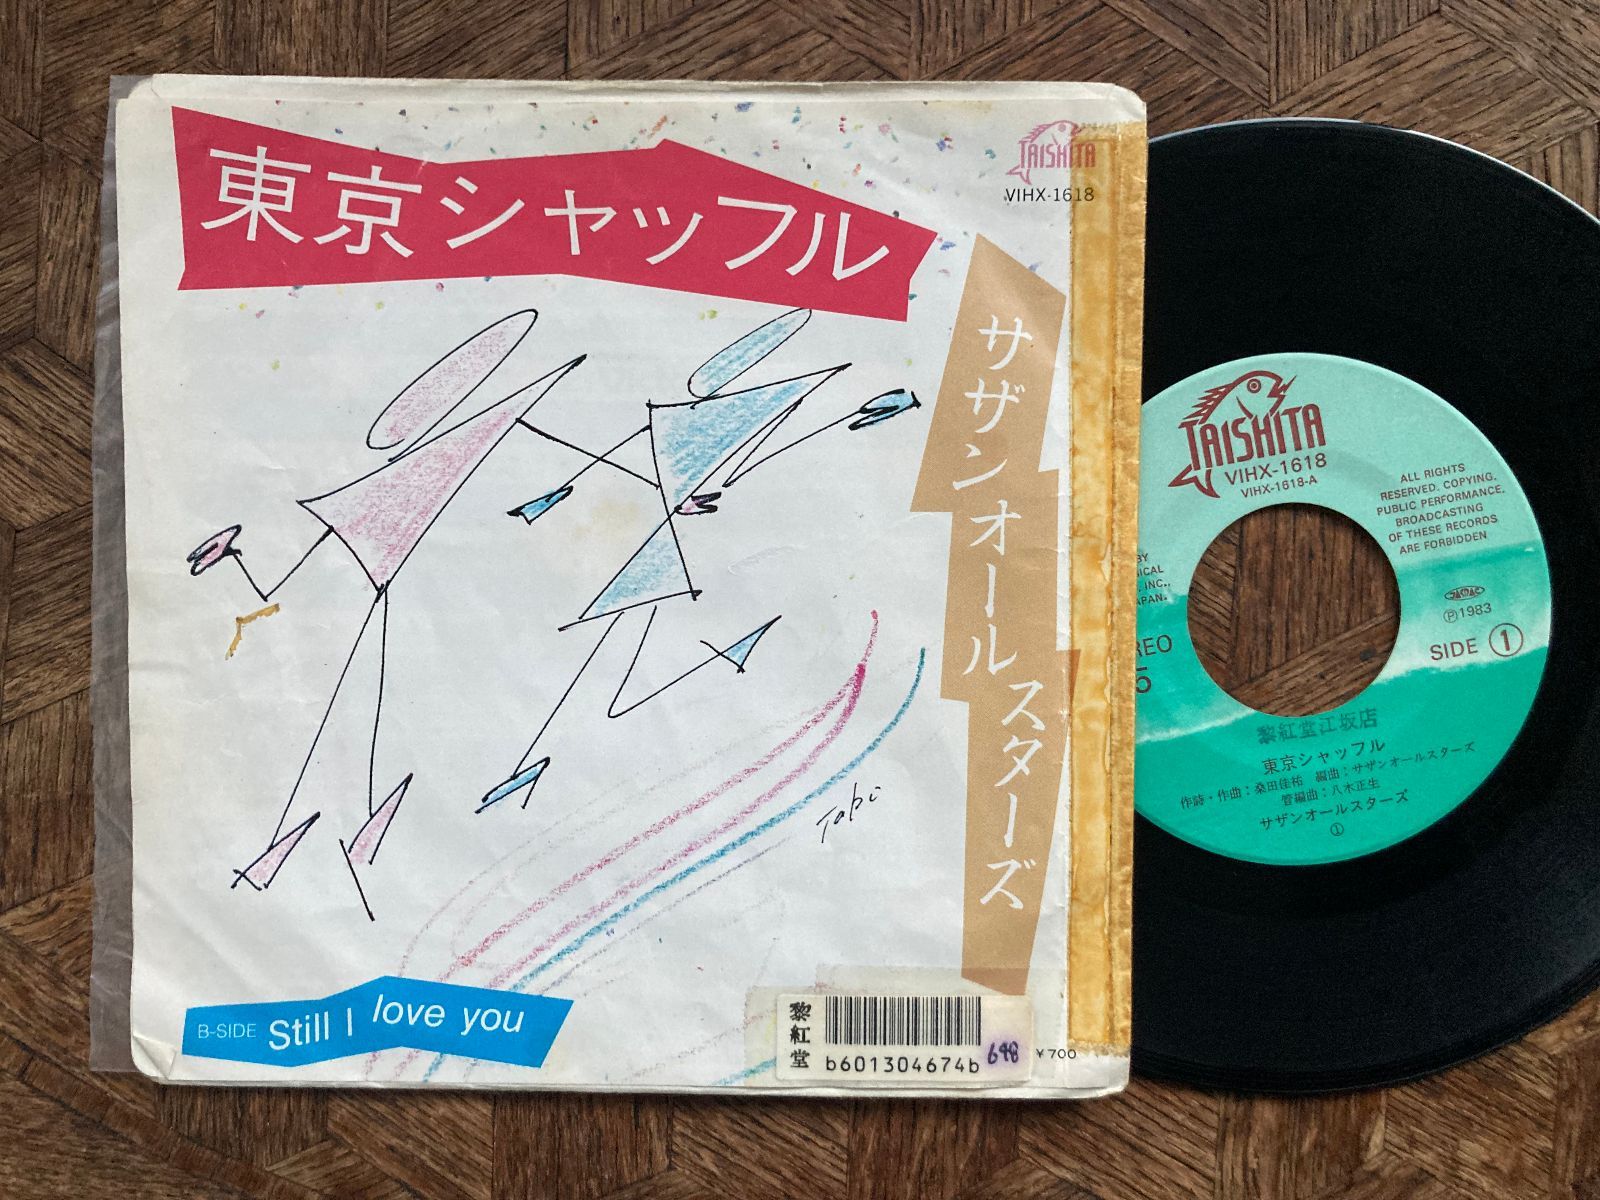 東京シャッフル
TAISHITA
VIHX-1618
サザンオールスターズ
B-SIDE Still I love you
黎紅堂
b601304674b
698
¥700
TAISHITA
VIHX-1618
VIHX-1618-A
ALL RIGHTS
RESERVED. COPYING,
PUBLIC PERFORMANCE,
BROADCASTING
OF THESE RECORDS
ARE FORBIDDEN
℗1983
SIDE 1
黎紅堂江坂店
東京シャッフル
作詩・作曲:桑田佳祐 編曲:サザンオールスターズ
管編曲:八木正生
サザンオールスターズ
①